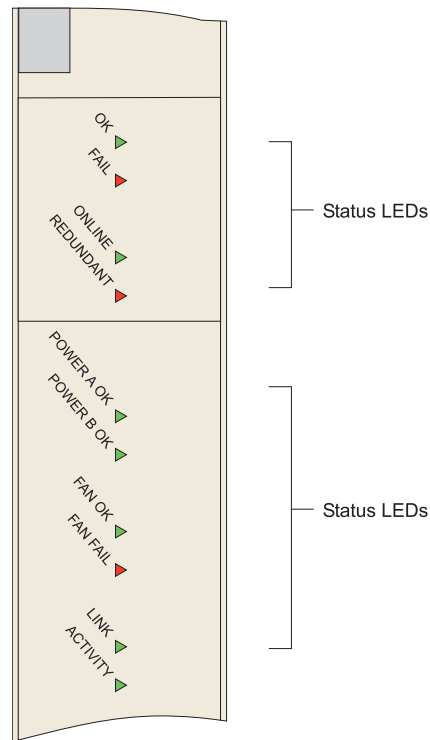 OK
FAIL
ONLINE
REDUNDANT
Status LEDs
POWER A OK
POWER B OK
FAN OK
FAN FAIL
LINK
ACTIVITY
Status LEDs